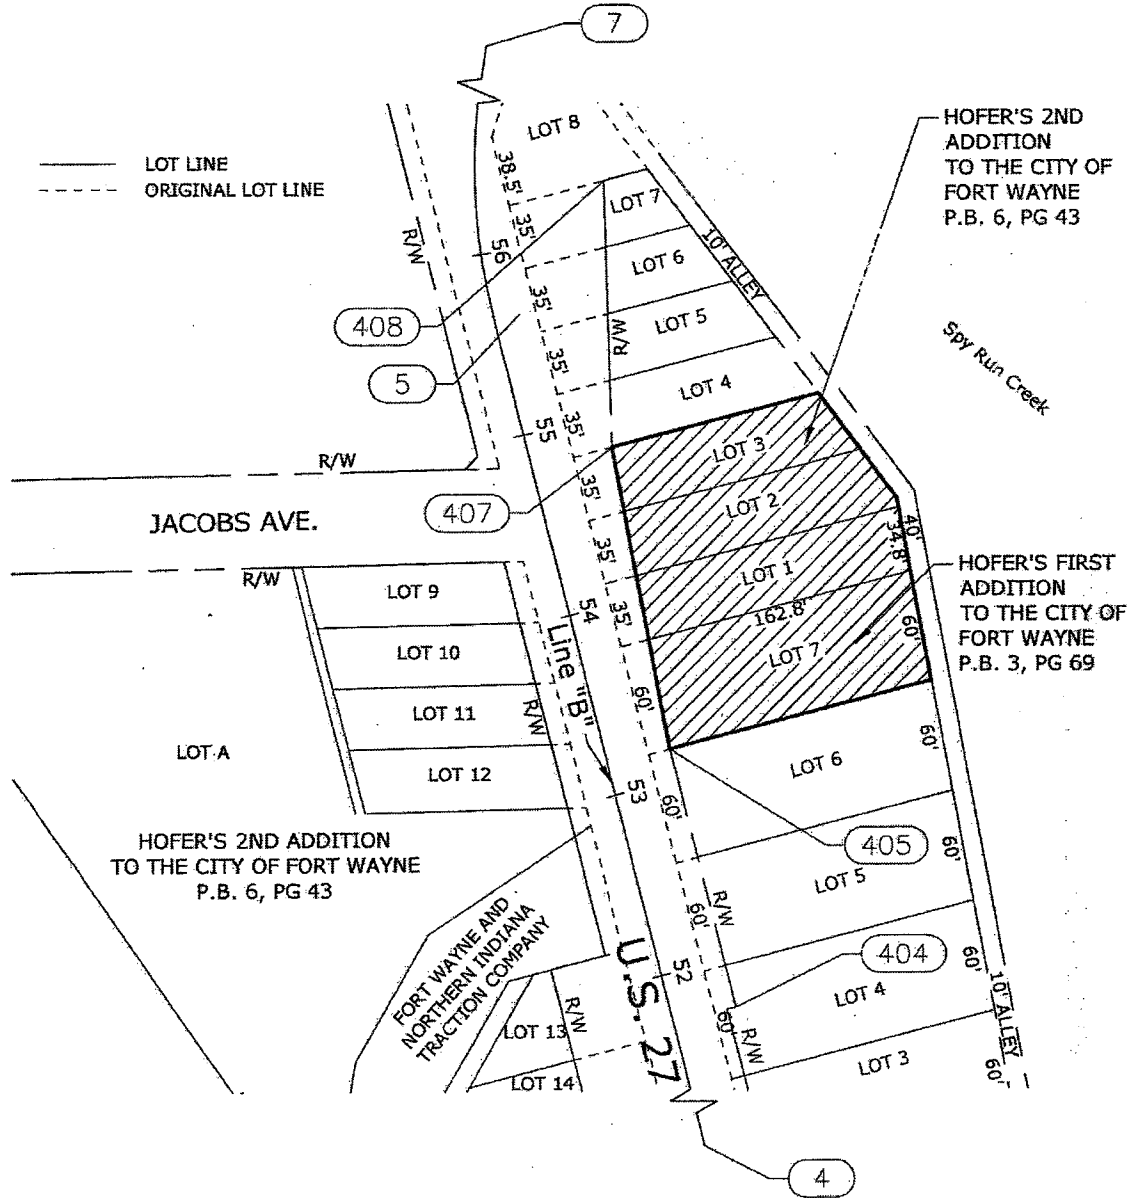 7
LOT 8
HOFER'S 2ND
ADDITION
TO THE CITY OF
FORT WAYNE
P.B. 6, PG 43
LOT LINE
ORIGINAL LOT LINE
38.5'
LOT 7
35'
R/W
56
10' ALLEY
LOT 6
35'
408
LOT 5
R/W
Spy Run Creek
5
35'
LOT 4
35'
55
R/W
LOT 3
407
35'
LOT 2
JACOBS AVE.
40'
34.8'
35'
R/W
LOT 1
HOFER'S FIRST
ADDITION
TO THE CITY OF
FORT WAYNE
P.B. 3, PG 69
LOT 9
54
35'
162.8'
60'
LOT 10
Line "B"
LOT 7
LOT 11
R/W
60'
LOT A
LOT 12
60'
LOT 6
53
60'
HOFER'S 2ND ADDITION
TO THE CITY OF FORT WAYNE
P.B. 6, PG 43
405
60'
LOT 5
60'
R/W
FORT WAYNE AND
NORTHERN INDIANA
TRACTION COMPANY
U.S. 27
52
404
60'
LOT 4
60'
R/W
R/W
LOT 13
10' ALLEY
LOT 3
60'
LOT 14
4